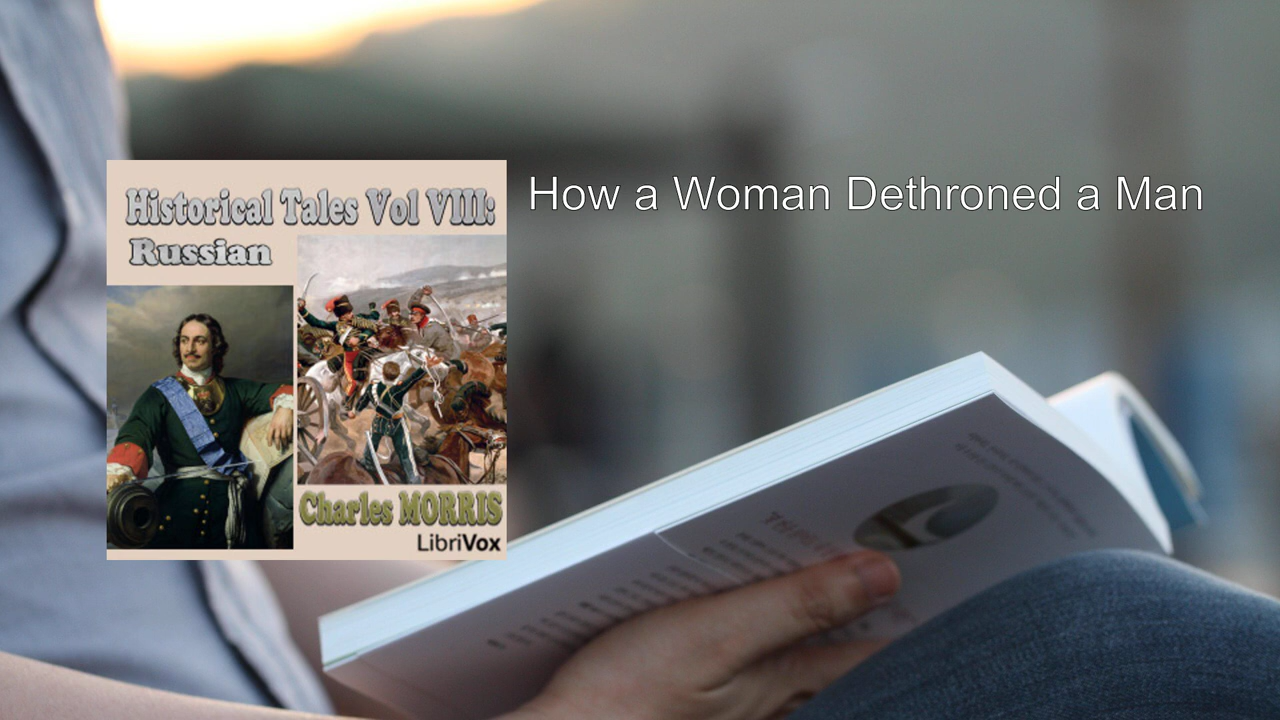 How a Woman Dethroned a Man
Historical Tales Vol VIII:
Russian
Charles MORRIS
LibriVox